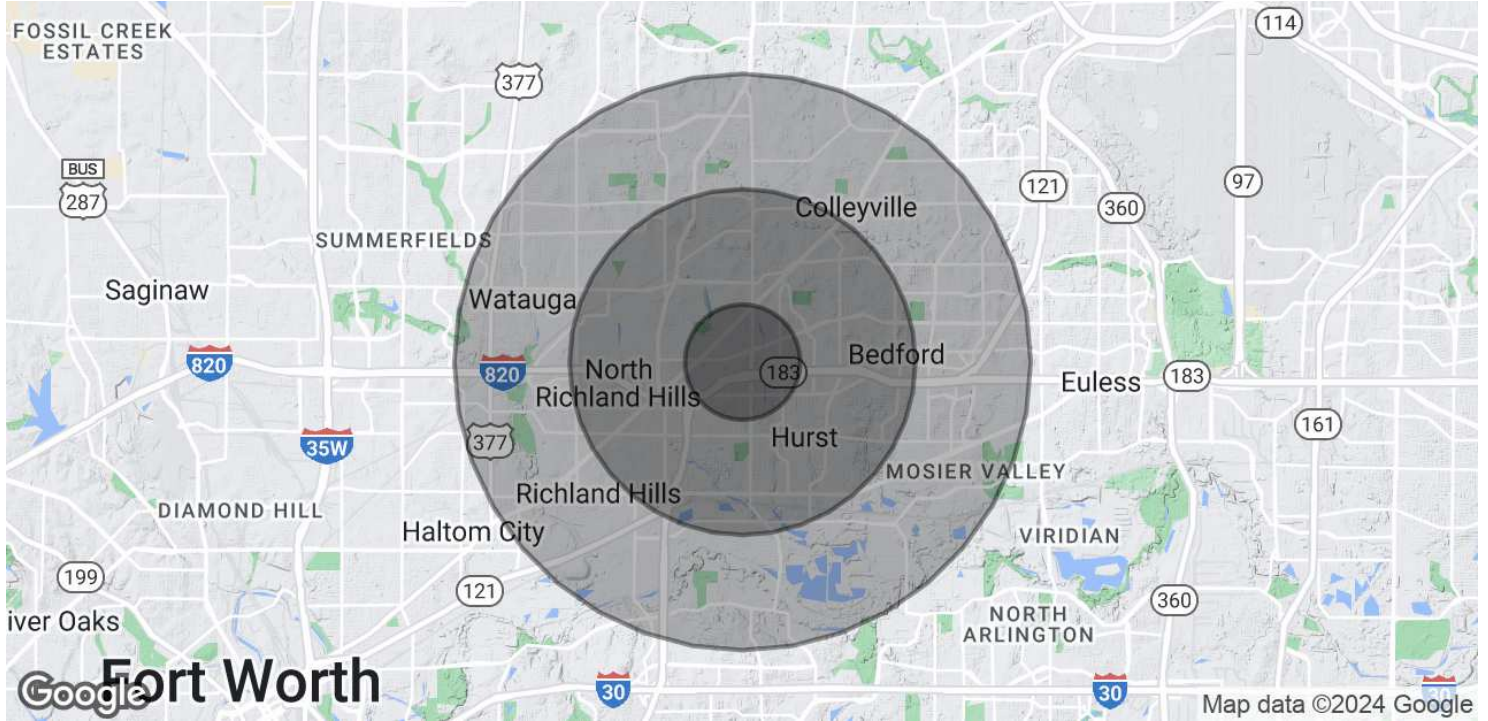 FOSSIL CREEK
ESTATES
114
377
BUS
287
97
121
360
Colleyville
SUMMERFIELDS
Saginaw
Watauga
820
820
North
Richland Hills
183
Bedford
Euless
183
161
35W
377
Hurst
MOSIER VALLEY
Richland Hills
DIAMOND HILL
Haltom City
VIRIDIAN
199
121
360
iver Oaks
NORTH
ARLINGTON
Fort Worth
Google
30
30
30
Map data ©2024 Google